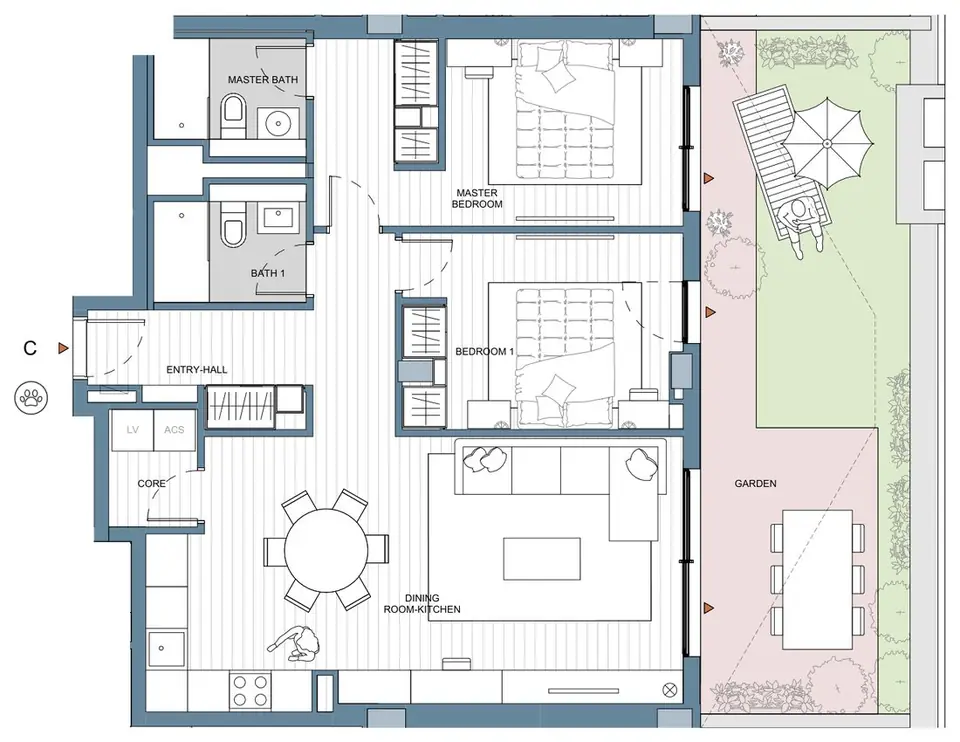 MASTER BATH
MASTER
BEDROOM
BATH 1
C
ENTRY-HALL
BEDROOM 1
LV
ACS
CORE
GARDEN
DINING
ROOM-KITCHEN